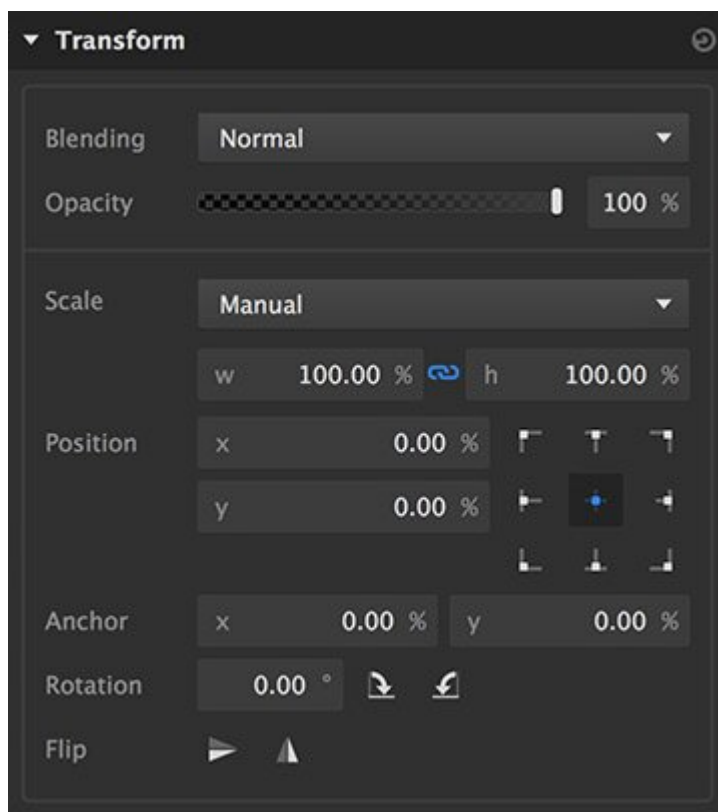 Transform
Blending Normal
Opacity 100 %
Scale Manual
w 100.00 % h 100.00 %
Position x 0.00 %
y 0.00 %
Anchor x 0.00 % y 0.00 %
Rotation 0.00 °
Flip